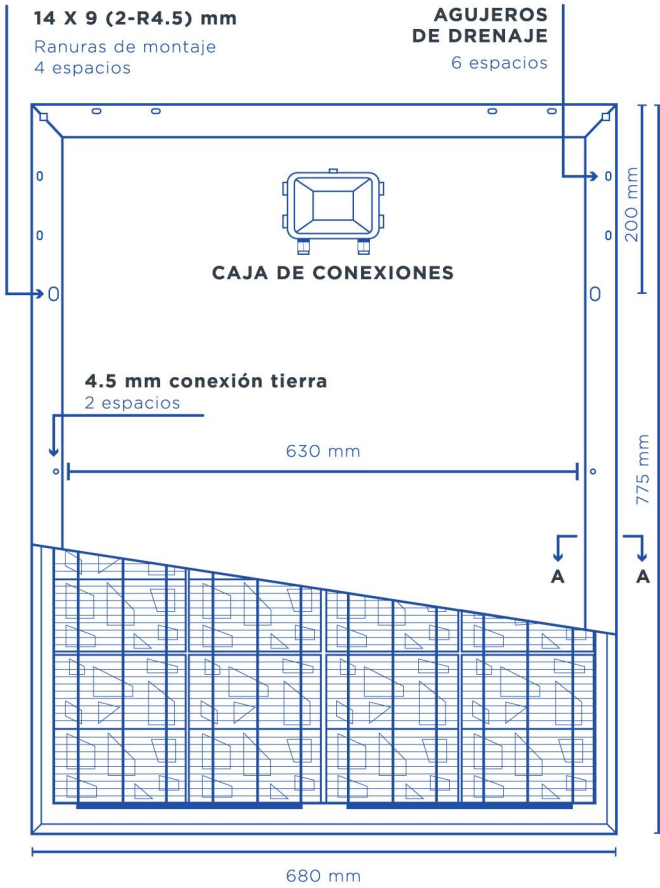 14 X 9 (2-R4.5) mm
Ranuras de montaje
4 espacios
AGUJEROS
DE DRENAJE
6 espacios
200 mm
CAJA DE CONEXIONES
4.5 mm conexión tierra
2 espacios
630 mm
775 mm
A
A
680 mm